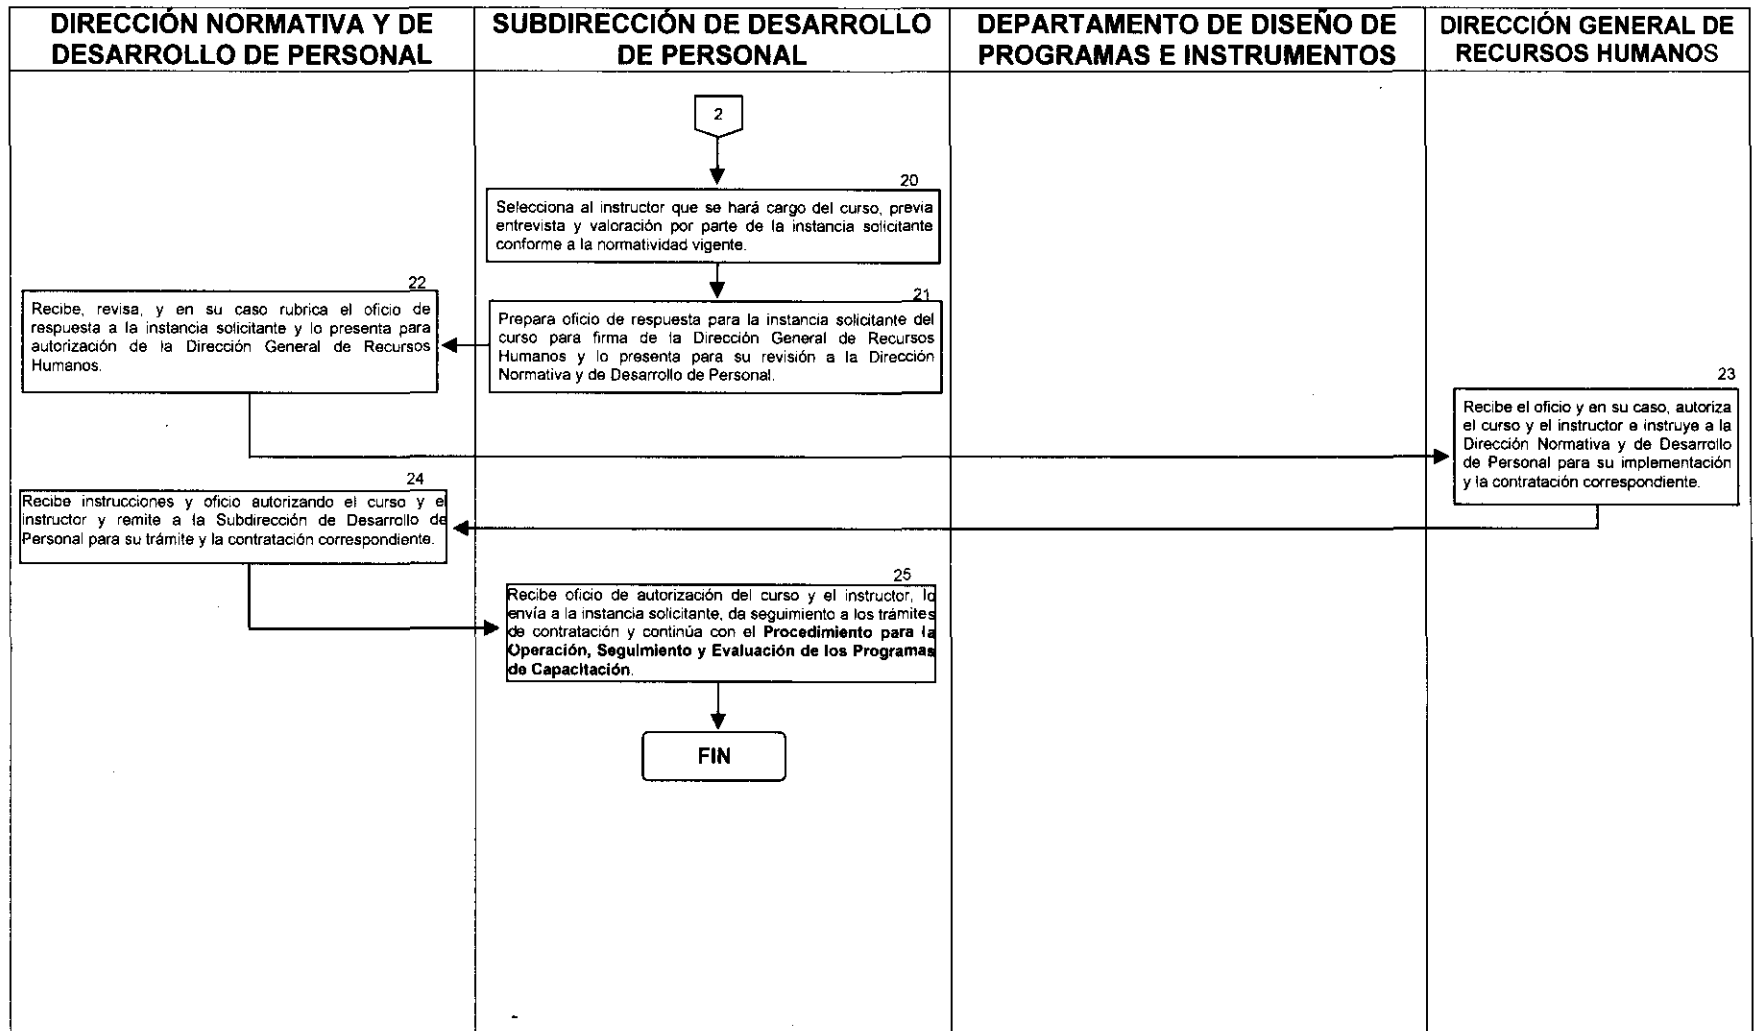 DIRECCIÓN NORMATIVA Y DE
DESARROLLO DE PERSONAL
SUBDIRECCIÓN DE DESARROLLO
DE PERSONAL
DEPARTAMENTO DE DISEÑO DE
PROGRAMAS E INSTRUMENTOS
DIRECCIÓN GENERAL DE
RECURSOS HUMANOS
2
20
Selecciona al instructor que se hará cargo del curso, previa
entrevista y valoración por parte de la instancia solicitante
conforme a la normatividad vigente.
21
Prepara oficio de respuesta para la instancia solicitante del
curso para firma de la Dirección General de Recursos
Humanos y lo presenta para su revisión a la Dirección
Normativa y de Desarrollo de Personal.
22
Recibe, revisa, y en su caso rubrica el oficio de
respuesta a la instancia solicitante y lo presenta para
autorización de la Dirección General de Recursos
Humanos.
23
Recibe el oficio y en su caso, autoriza
el curso y el instructor e instruye a la
Dirección Normativa y de Desarrollo
de Personal para su implementación
y la contratación correspondiente.
24
Recibe instrucciones y oficio autorizando el curso y el
instructor y remite a la Subdirección de Desarrollo de
Personal para su trámite y la contratación correspondiente.
25
Recibe oficio de autorización del curso y el instructor, lo
envía a la instancia solicitante, da seguimiento a los trámites
de contratación y continúa con el Procedimiento para la
Operación, Seguimiento y Evaluación de los Programas
de Capacitación.
FIN